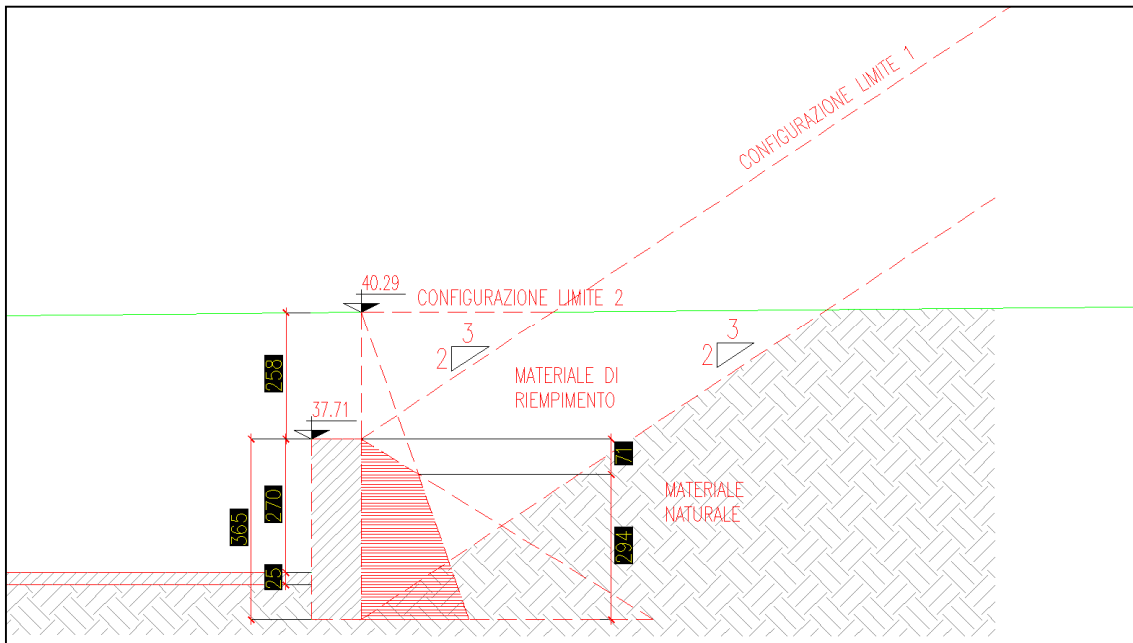 CONFIGURAZIONE LIMITE 1
40.29
CONFIGURAZIONE LIMITE 2
3
2
3
2
258
MATERIALE DI
RIEMPIMENTO
37.71
71
270
365
MATERIALE
NATURALE
294
25